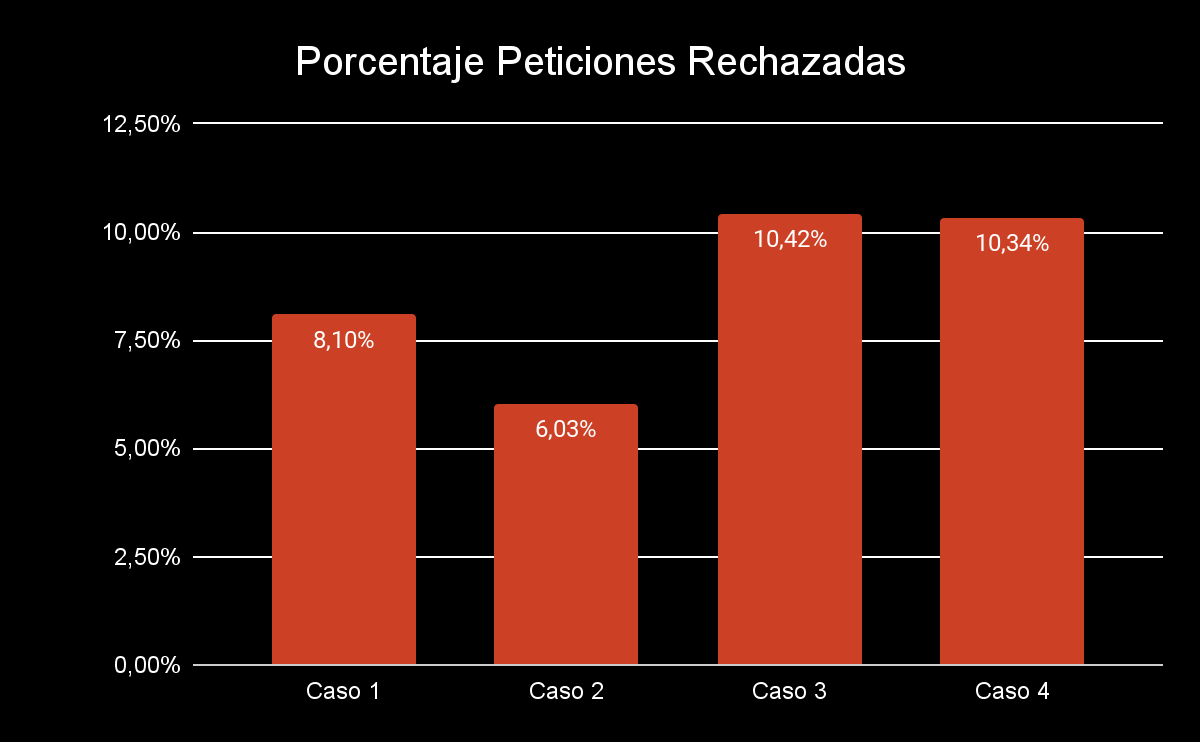 Porcentaje Peticiones Rechazadas
12,50%
10,00%
7,50%
5,00%
2,50%
0,00%
8,10%
6,03%
10,42%
10,34%
Caso 1
Caso 2
Caso 3
Caso 4